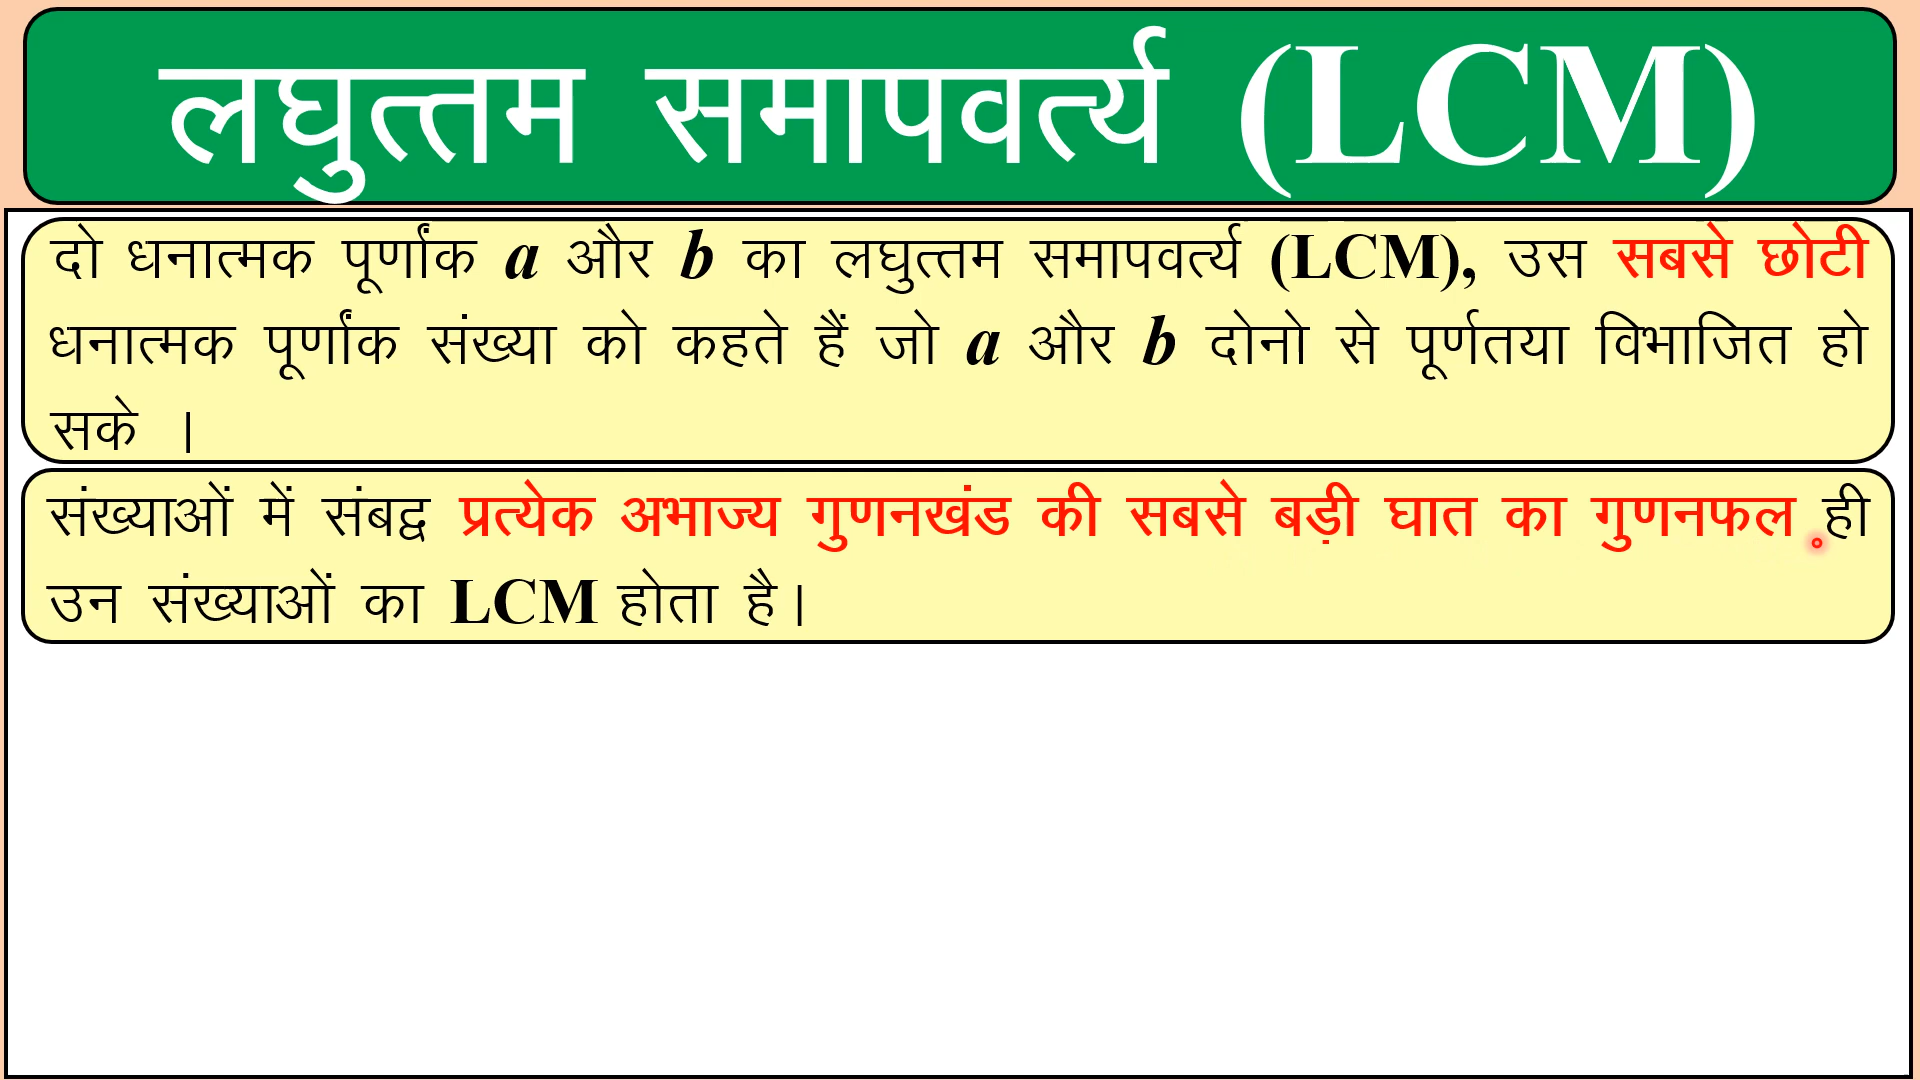 लघुत्तम समापवर्त्य (LCM)
दो धनात्मक पूर्णांक a और b का लघुत्तम समापवर्त्य (LCM), उस सबसे छोटी
धनात्मक पूर्णांक संख्या को कहते हैं जो a और b दोनो से पूर्णतया विभाजित हो
सके ।
संख्याओं में संबद्व प्रत्येक अभाज्य गुणनखंड की सबसे बड़ी घात का गुणनफल ही
उन संख्याओं का LCM होता है।